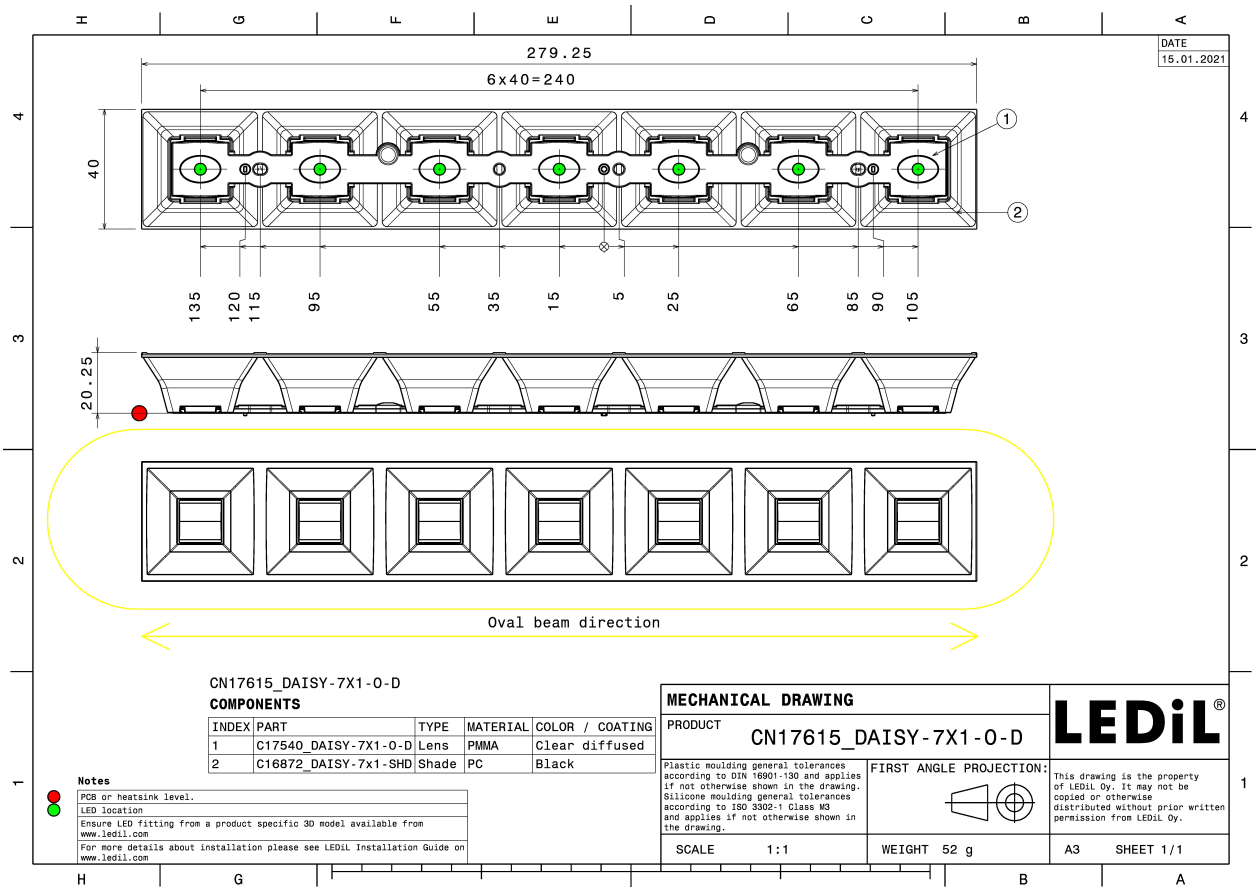 H G F E D C B A
DATE
15.01.2021
279.25
6x40=240
4
4
1
40
2
135 120 115 95 55 35 15 5 25 65 85 90 105
3
3
20.25
2
2
Oval beam direction
CN17615_DAISY-7X1-O-D
COMPONENTS
INDEX PART TYPE MATERIAL COLOR / COATING
1 C17540_DAISY-7X1-O-D Lens PMMA Clear diffused
2 C16872_DAISY-7x1-SHD Shade PC Black
MECHANICAL DRAWING
PRODUCT
CN17615_DAISY-7X1-O-D
LEDiL®
1
1
Notes
PCB or heatsink level.
LED location
Ensure LED fitting from a product specific 3D model available from
www.ledil.com
For more details about installation please see LEDiL Installation Guide on
www.ledil.com
Plastic moulding general tolerances
according to DIN 16901-130 and applies
if not otherwise shown in the drawing.
Silicone moulding general tolerances
according to ISO 3302-1 Class M3
and applies if not otherwise shown in
the drawing.
FIRST ANGLE PROJECTION:
This drawing is the property
of LEDiL Oy. It may not be
copied or otherwise
distributed without prior written
permission from LEDiL Oy.
SCALE 1:1
WEIGHT 52 g
A3 SHEET 1/1
H G B A